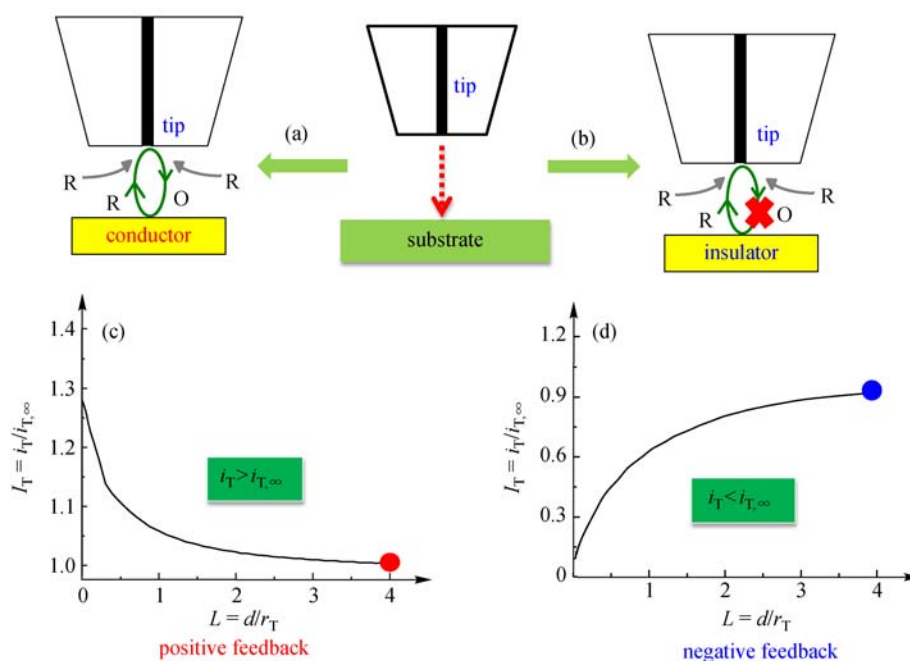 tip
(a)
R
R
R
O
conductor
tip
substrate
(b)
tip
R
R
R
O
insulator
(c)
1.4
1.3
1.2
1.1
1.0
I_T = i_T/i_T,∞
i_T>i_T,∞
0 1 2 3 4
L = d/r_T
positive feedback
(d)
1.2
0.9
0.6
0.3
0
I_T = i_T/i_T,∞
i_T<i_T,∞
1 2 3 4
L = d/r_T
negative feedback